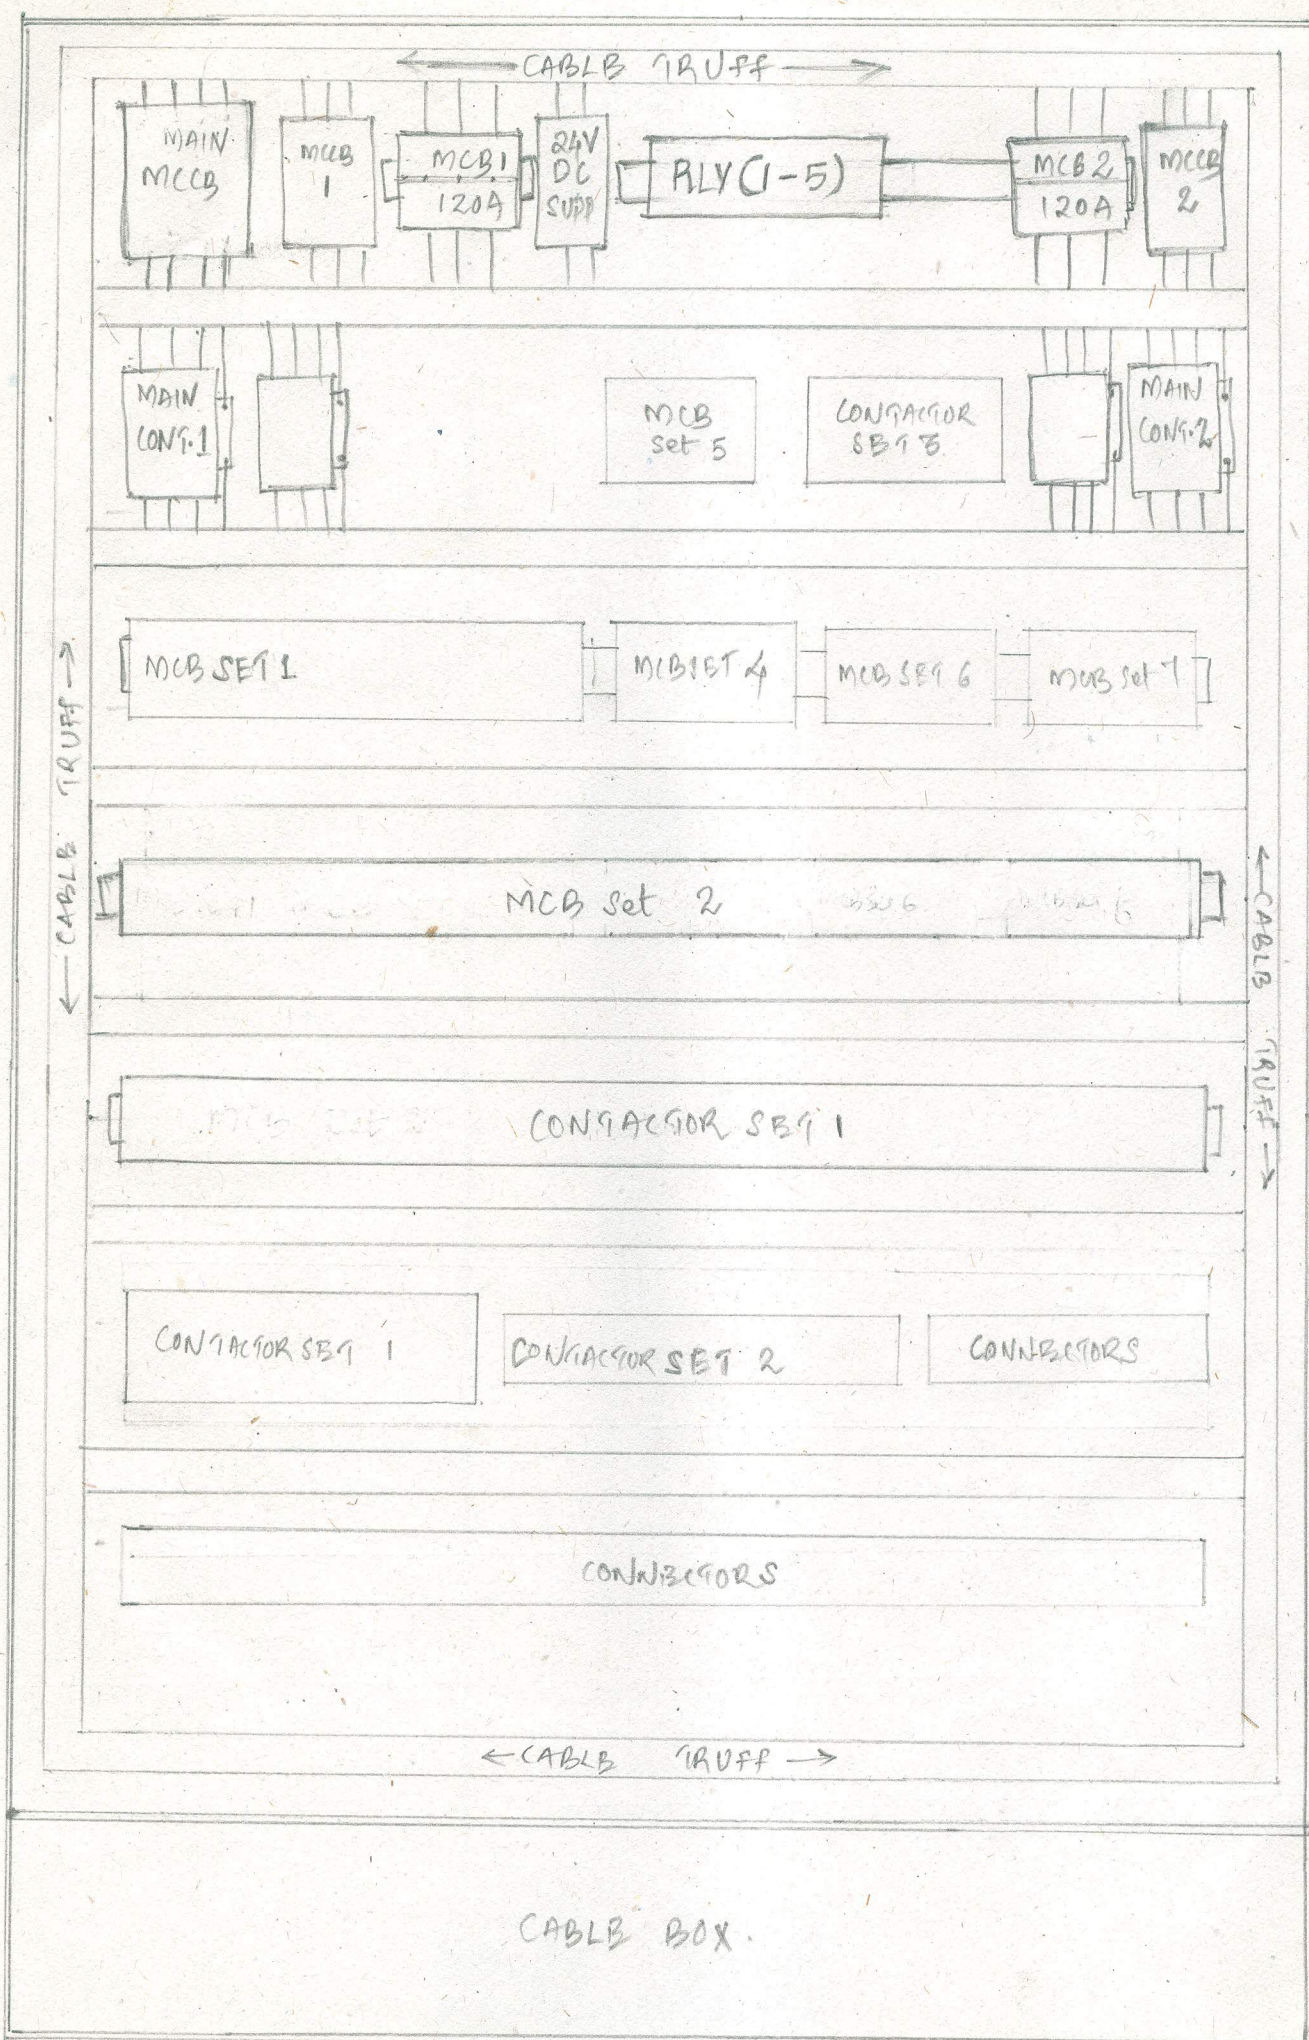 CABLE TRUFF
MAIN
MCCB
MCCB
1
MCB1
120A
24V
DC
SUPP
RLY (1-5)
MCB 2
120A
MCCB
2
MAIN
CONT.1
MCB
Set 5
CONTACTOR
SET 3
MAIN
CONT.2
CABLE TRUFF
MCB SET 1
MCB SET 4
MCB SET 6
MCB Set 7
MCB Set 2
CABLE TRUFF
CONTACTOR SET 1
CONTACTOR SET 1
CONTACTOR SET 2
CONNECTORS
CONNECTORS
CABLE TRUFF
CABLE BOX.